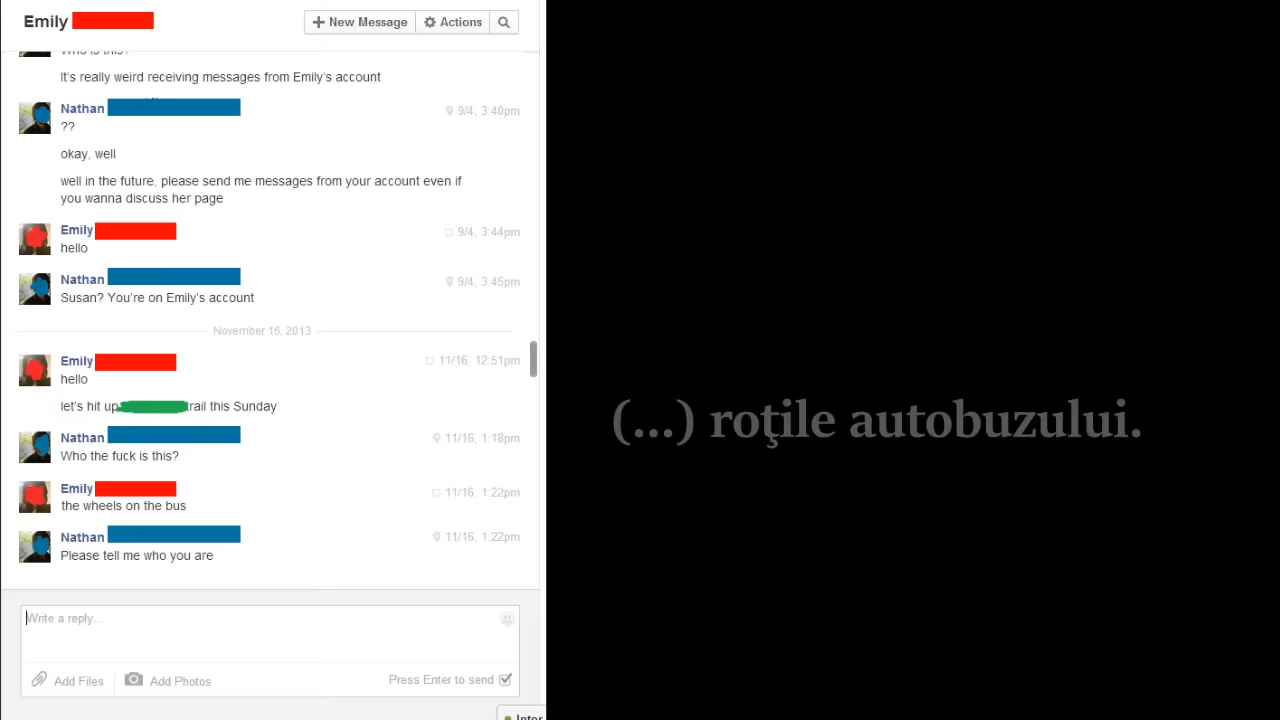 Emily
New Message
Actions
Who is this?
It's really weird receiving messages from Emily's account
Nathan
9/4, 3:40pm
??
okay, well
well in the future, please send me messages from your account even if
you wanna discuss her page
Emily
9/4, 3:44pm
hello
Nathan
9/4, 3:45pm
Susan? You're on Emily's account
November 16, 2013
Emily
11/16, 12:51pm
hello
let's hit up rail this Sunday
Nathan
11/16, 1:18pm
Who the fuck is this?
Emily
11/16, 1:22pm
the wheels on the bus
Nathan
11/16, 1:22pm
Please tell me who you are
Write a reply...
Add Files
Add Photos
Press Enter to send
(...) roţile autobuzului.